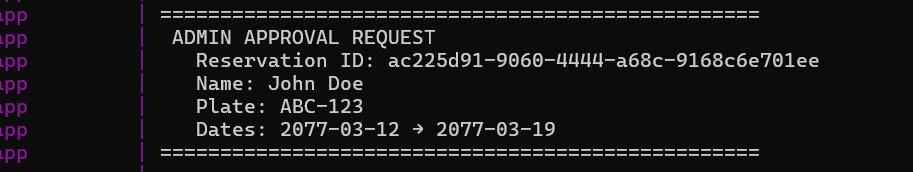 app | ==================================================
app | ADMIN APPROVAL REQUEST
app | Reservation ID: ac225d91-9060-4444-a68c-9168c6e701ee
app | Name: John Doe
app | Plate: ABC-123
app | Dates: 2077-03-12 → 2077-03-19
app | ==================================================